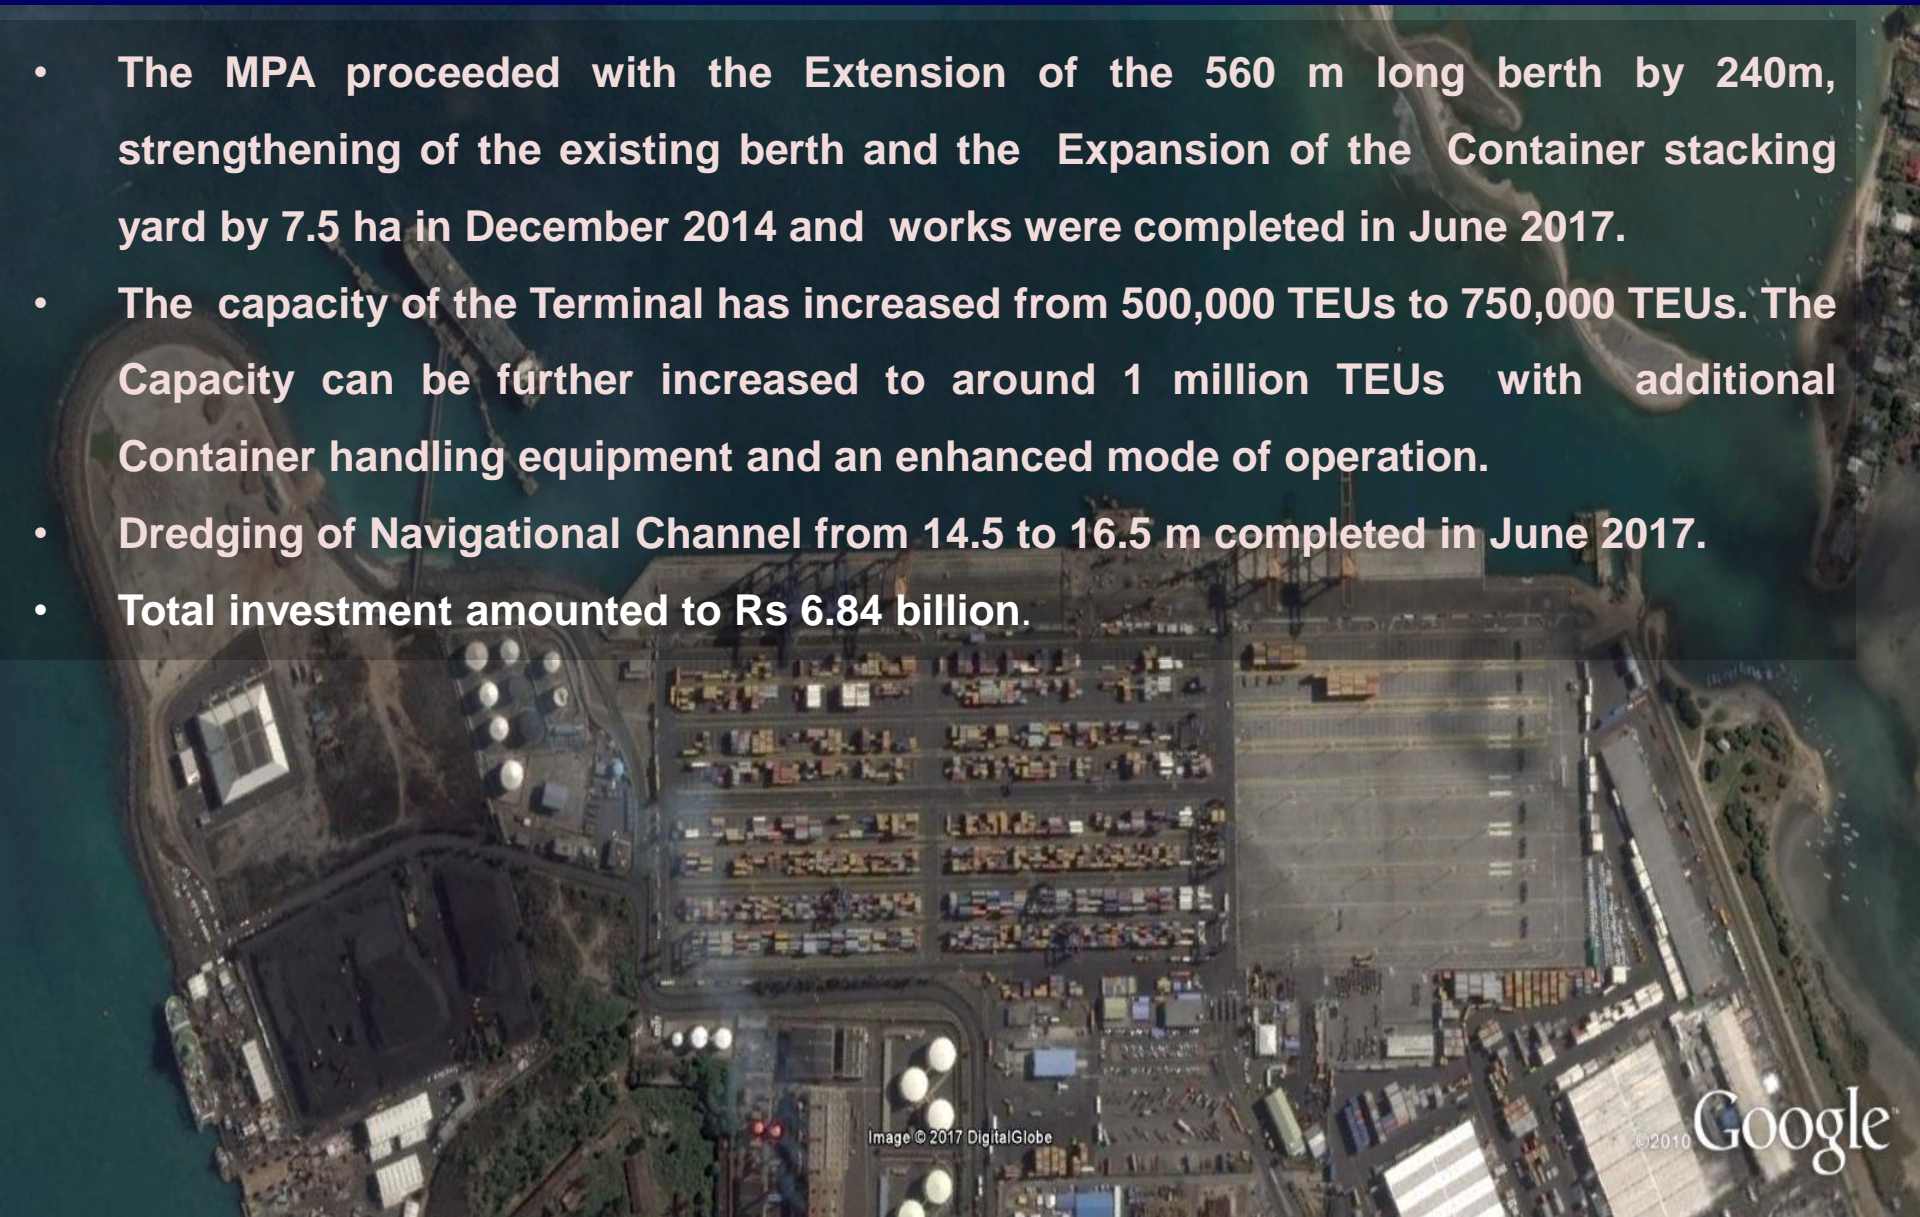 • The MPA proceeded with the Extension of the 560 m long berth by 240m,
strengthening of the existing berth and the Expansion of the Container stacking
yard by 7.5 ha in December 2014 and works were completed in June 2017.
• The capacity of the Terminal has increased from 500,000 TEUs to 750,000 TEUs. The
Capacity can be further increased to around 1 million TEUs with additional
Container handling equipment and an enhanced mode of operation.
• Dredging of Navigational Channel from 14.5 to 16.5 m completed in June 2017.
• Total investment amounted to Rs 6.84 billion.
Image © 2017 DigitalGlobe
©2010 Google™